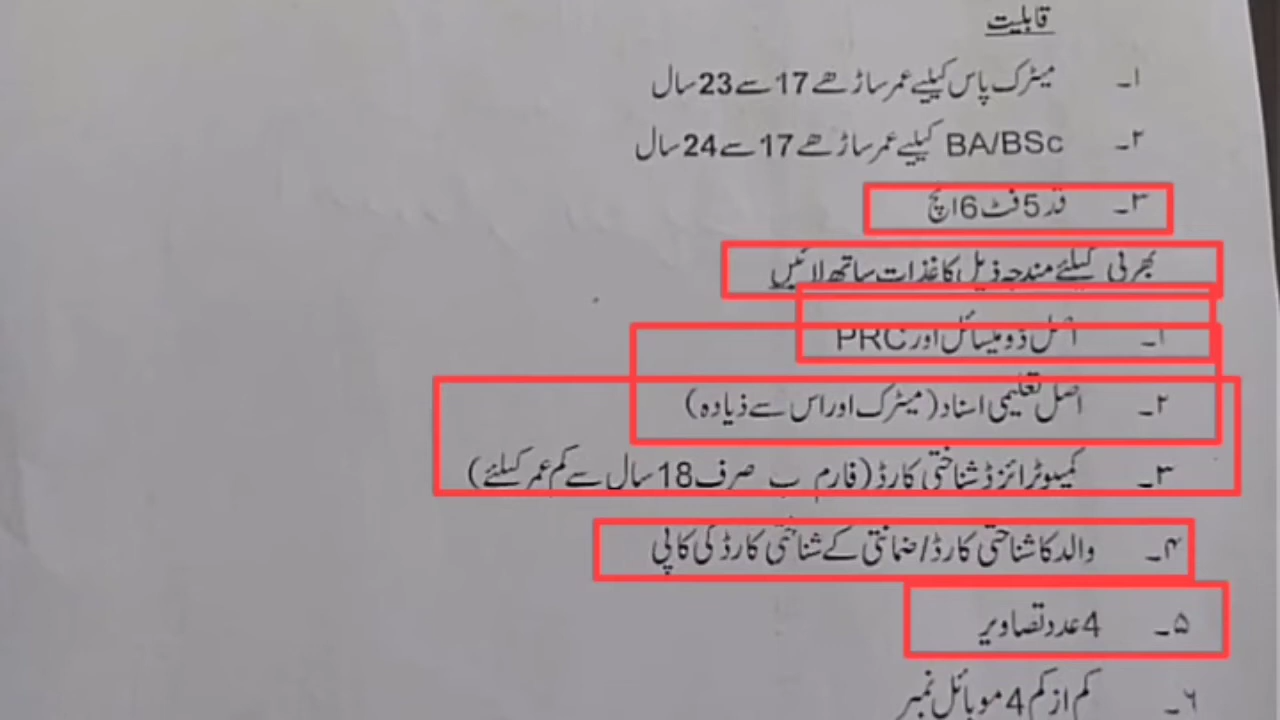 قابلیت
۱۔ میٹرک پاس کیلیے عمر ساڑھے 17 سے 23 سال
۲۔ BA/BSc کیلیے عمر ساڑھے 17 سے 24 سال
۳۔ قد 5 فٹ 6 انچ
بھرتی کیلئے مندجہ ذیل کاغذات ساتھ لائیں
۱۔ اصل ڈومیسائل اور PRC
۲۔ اصل تعلیمی اسناد (میٹرک اور اس سے ذیادہ)
۳۔ کمپیوٹرائزڈ شناختی کارڈ (فارم ب صرف 18 سال سے کم عمر کیلئے)
۴۔ والد کا شناختی کارڈ/ضمانتی کے شناختی کارڈ کی کاپی
۵۔ 4 عدد تصاویر
۶۔ کم از کم 4 موبائل نمبر